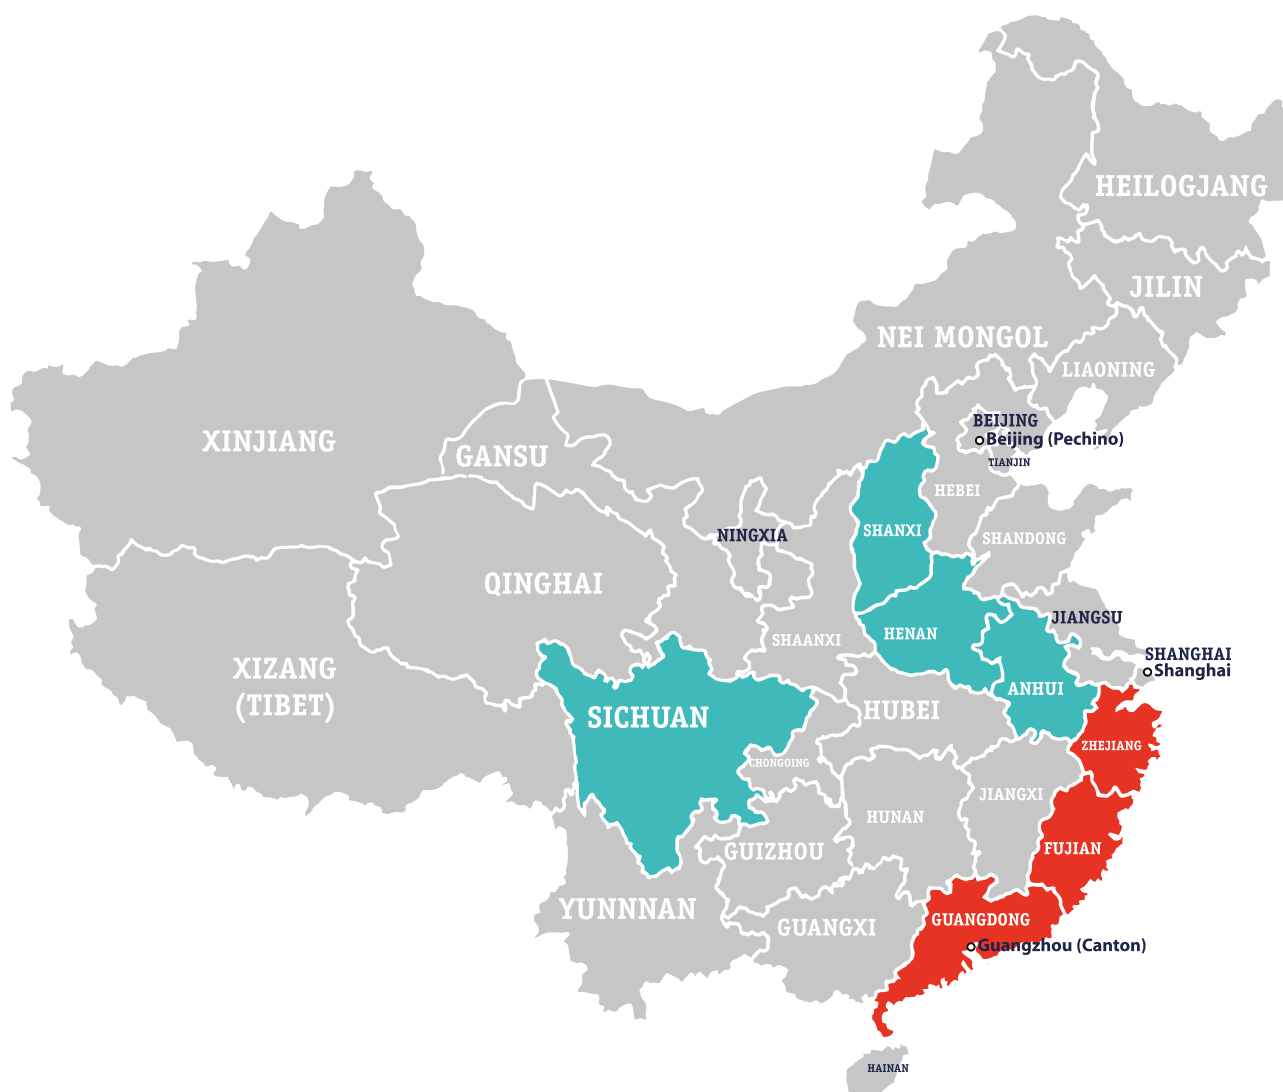 HEILOGJANG
JILIN
NEI MONGOL
LIAONING
BEIJING
Beijing (Pechino)
TIANJIN
XINJIANG
GANSU
HEBEI
SHANXI
NINGXIA
SHANDONG
QINGHAI
JIANGSU
SHAANXI
HENAN
SHANGHAI
Shanghai
XIZANG
(TIBET)
ANHUI
SICHUAN
HUBEI
ZHEJIANG
CHONGOING
JIANGXI
HUNAN
FUJIAN
GUIZHOU
YUNNNAN
GUANGXI
GUANGDONG
Guangzhou (Canton)
HAINAN